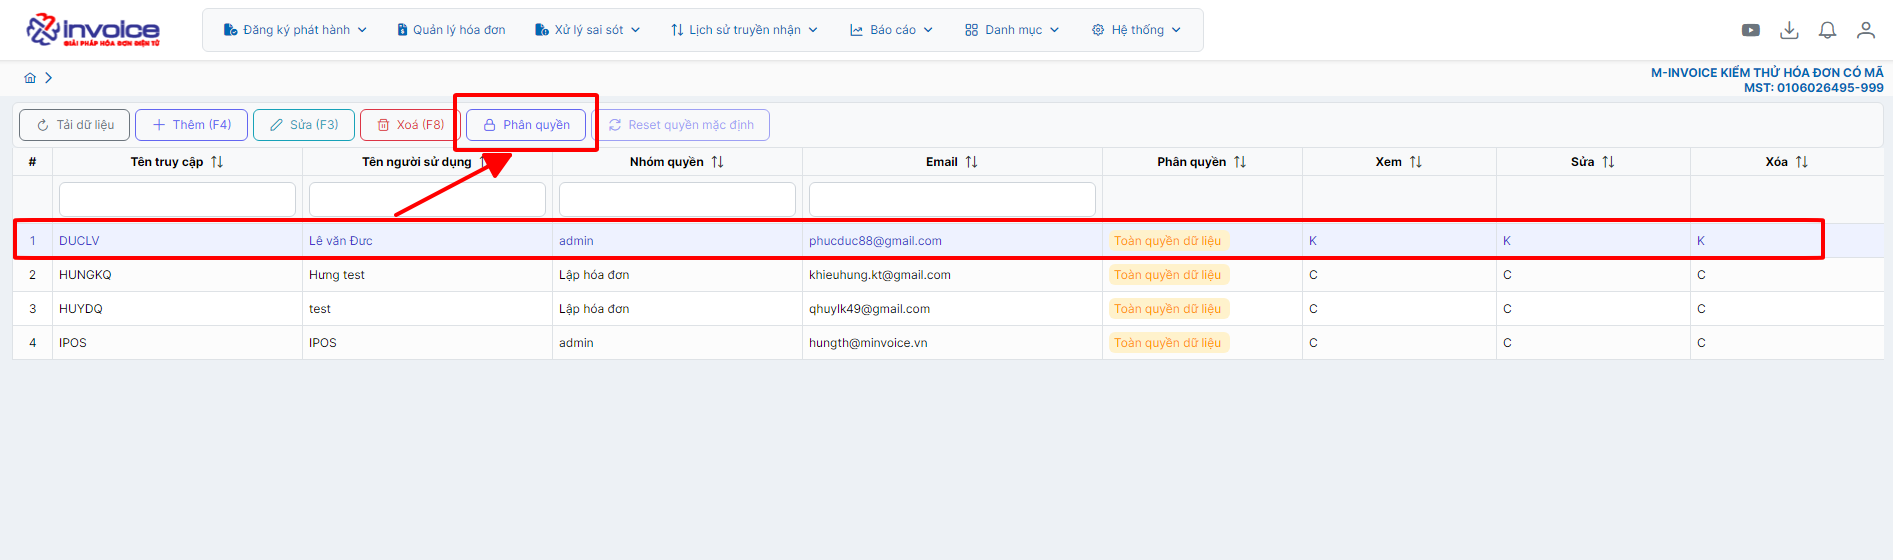 invoice
GIẢI PHÁP HÓA ĐƠN ĐIỆN TỬ
Đăng ký phát hành Quản lý hóa đơn Xử lý sai sót Lịch sử truyền nhận Báo cáo Danh mục Hệ thống
M-INVOICE KIỂM THỬ HÓA ĐƠN CÓ MÃ
MST: 0106026495-999
Tải dữ liệu Thêm (F4) Sửa (F3) Xoá (F8) Phân quyền Reset quyền mặc định
# Tên truy cập Tên người sử dụng Nhóm quyền Email Phân quyền Xem Sửa Xóa
1 DUCLV Lê văn Đưc admin phucduc88@gmail.com Toàn quyền dữ liệu K K K
2 HUNGKQ Hưng test Lập hóa đơn khieuhung.kt@gmail.com Toàn quyền dữ liệu C C C
3 HUYDQ test Lập hóa đơn qhuylk49@gmail.com Toàn quyền dữ liệu C C C
4 IPOS IPOS admin hungth@minvoice.vn Toàn quyền dữ liệu C C C